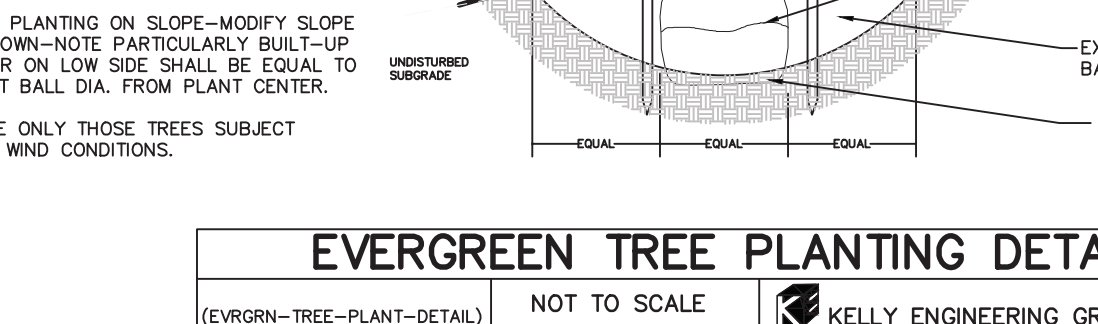 PLANTING ON SLOPE-MODIFY SLOPE
OWN-NOTE PARTICULARLY BUILT-UP
R ON LOW SIDE SHALL BE EQUAL TO
T BALL DIA. FROM PLANT CENTER.
E ONLY THOSE TREES SUBJECT
WIND CONDITIONS.
UNDISTURBED
SUBGRADE
EX
BA
EQUAL EQUAL EQUAL
EVERGREEN TREE PLANTING DETA
(EVRGRN-TREE-PLANT-DETAIL)
NOT TO SCALE
KELLY ENGINEERING GR